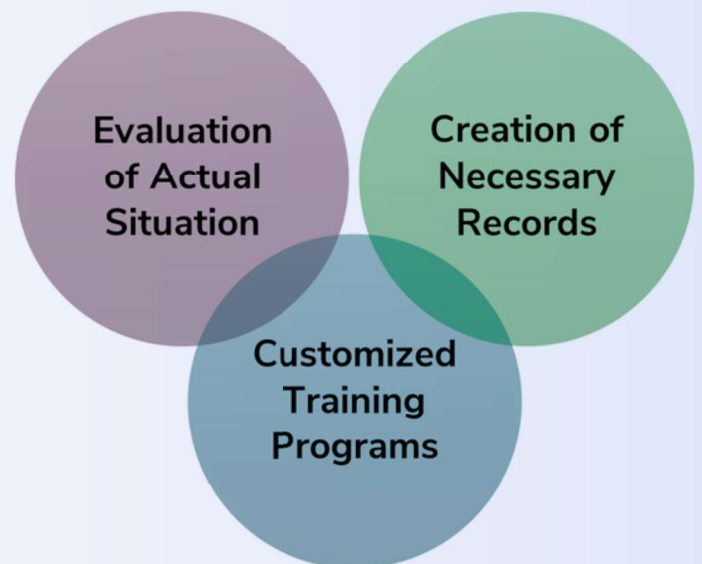 Evaluation
of Actual
Situation
Creation of
Necessary
Records
Customized
Training
Programs